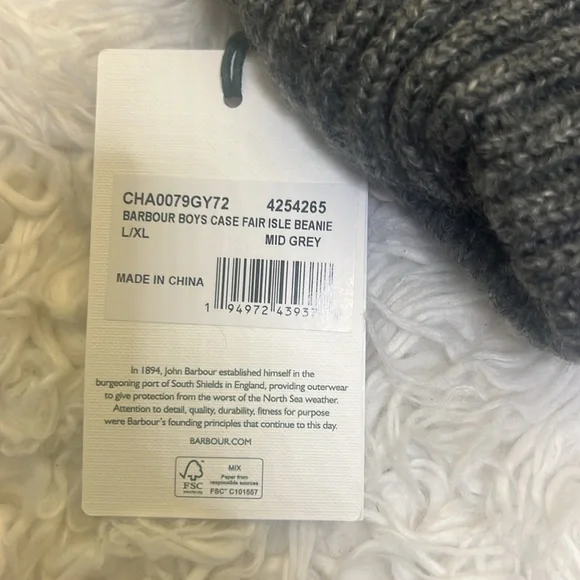 CHA0079GY72 4254265
BARBOUR BOYS CASE FAIR ISLE BEANIE
L/XL MID GREY
MADE IN CHINA
1 94972 43937
In 1894, John Barbour established himself in the
burgeoning port of South Shields in England, providing outerwear
to give protection from the worst of the North Sea weather.
Attention to detail, quality, durability, fitness for purpose
were Barbour's founding principles that continue to this day.
BARBOUR.COM
MIX
Paper from
responsible sources
FSC
FSC™ C101557